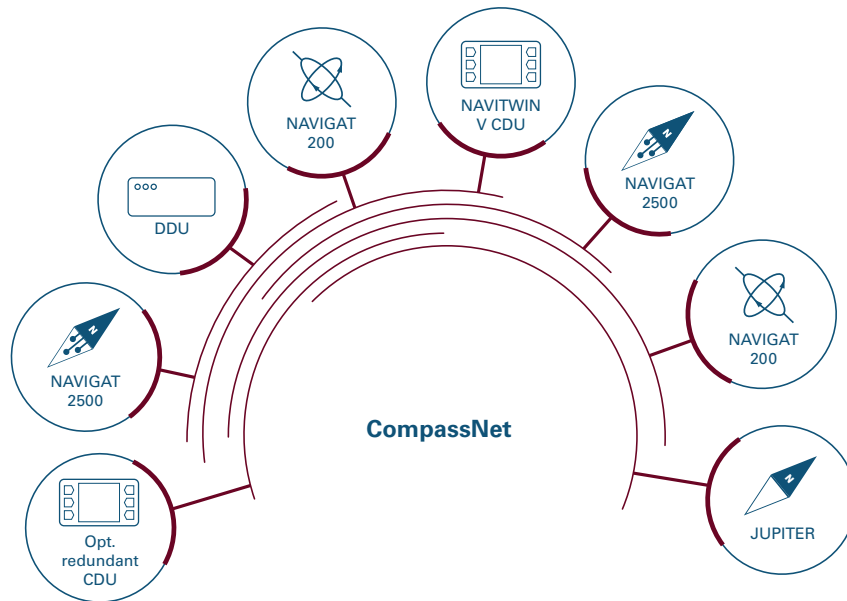 NAVIGAT
200
NAVITWIN
V CDU
N
NAVIGAT
2500
DDU
NAVIGAT
200
N
NAVIGAT
2500
CompassNet
N
JUPITER
Opt.
redundant
CDU